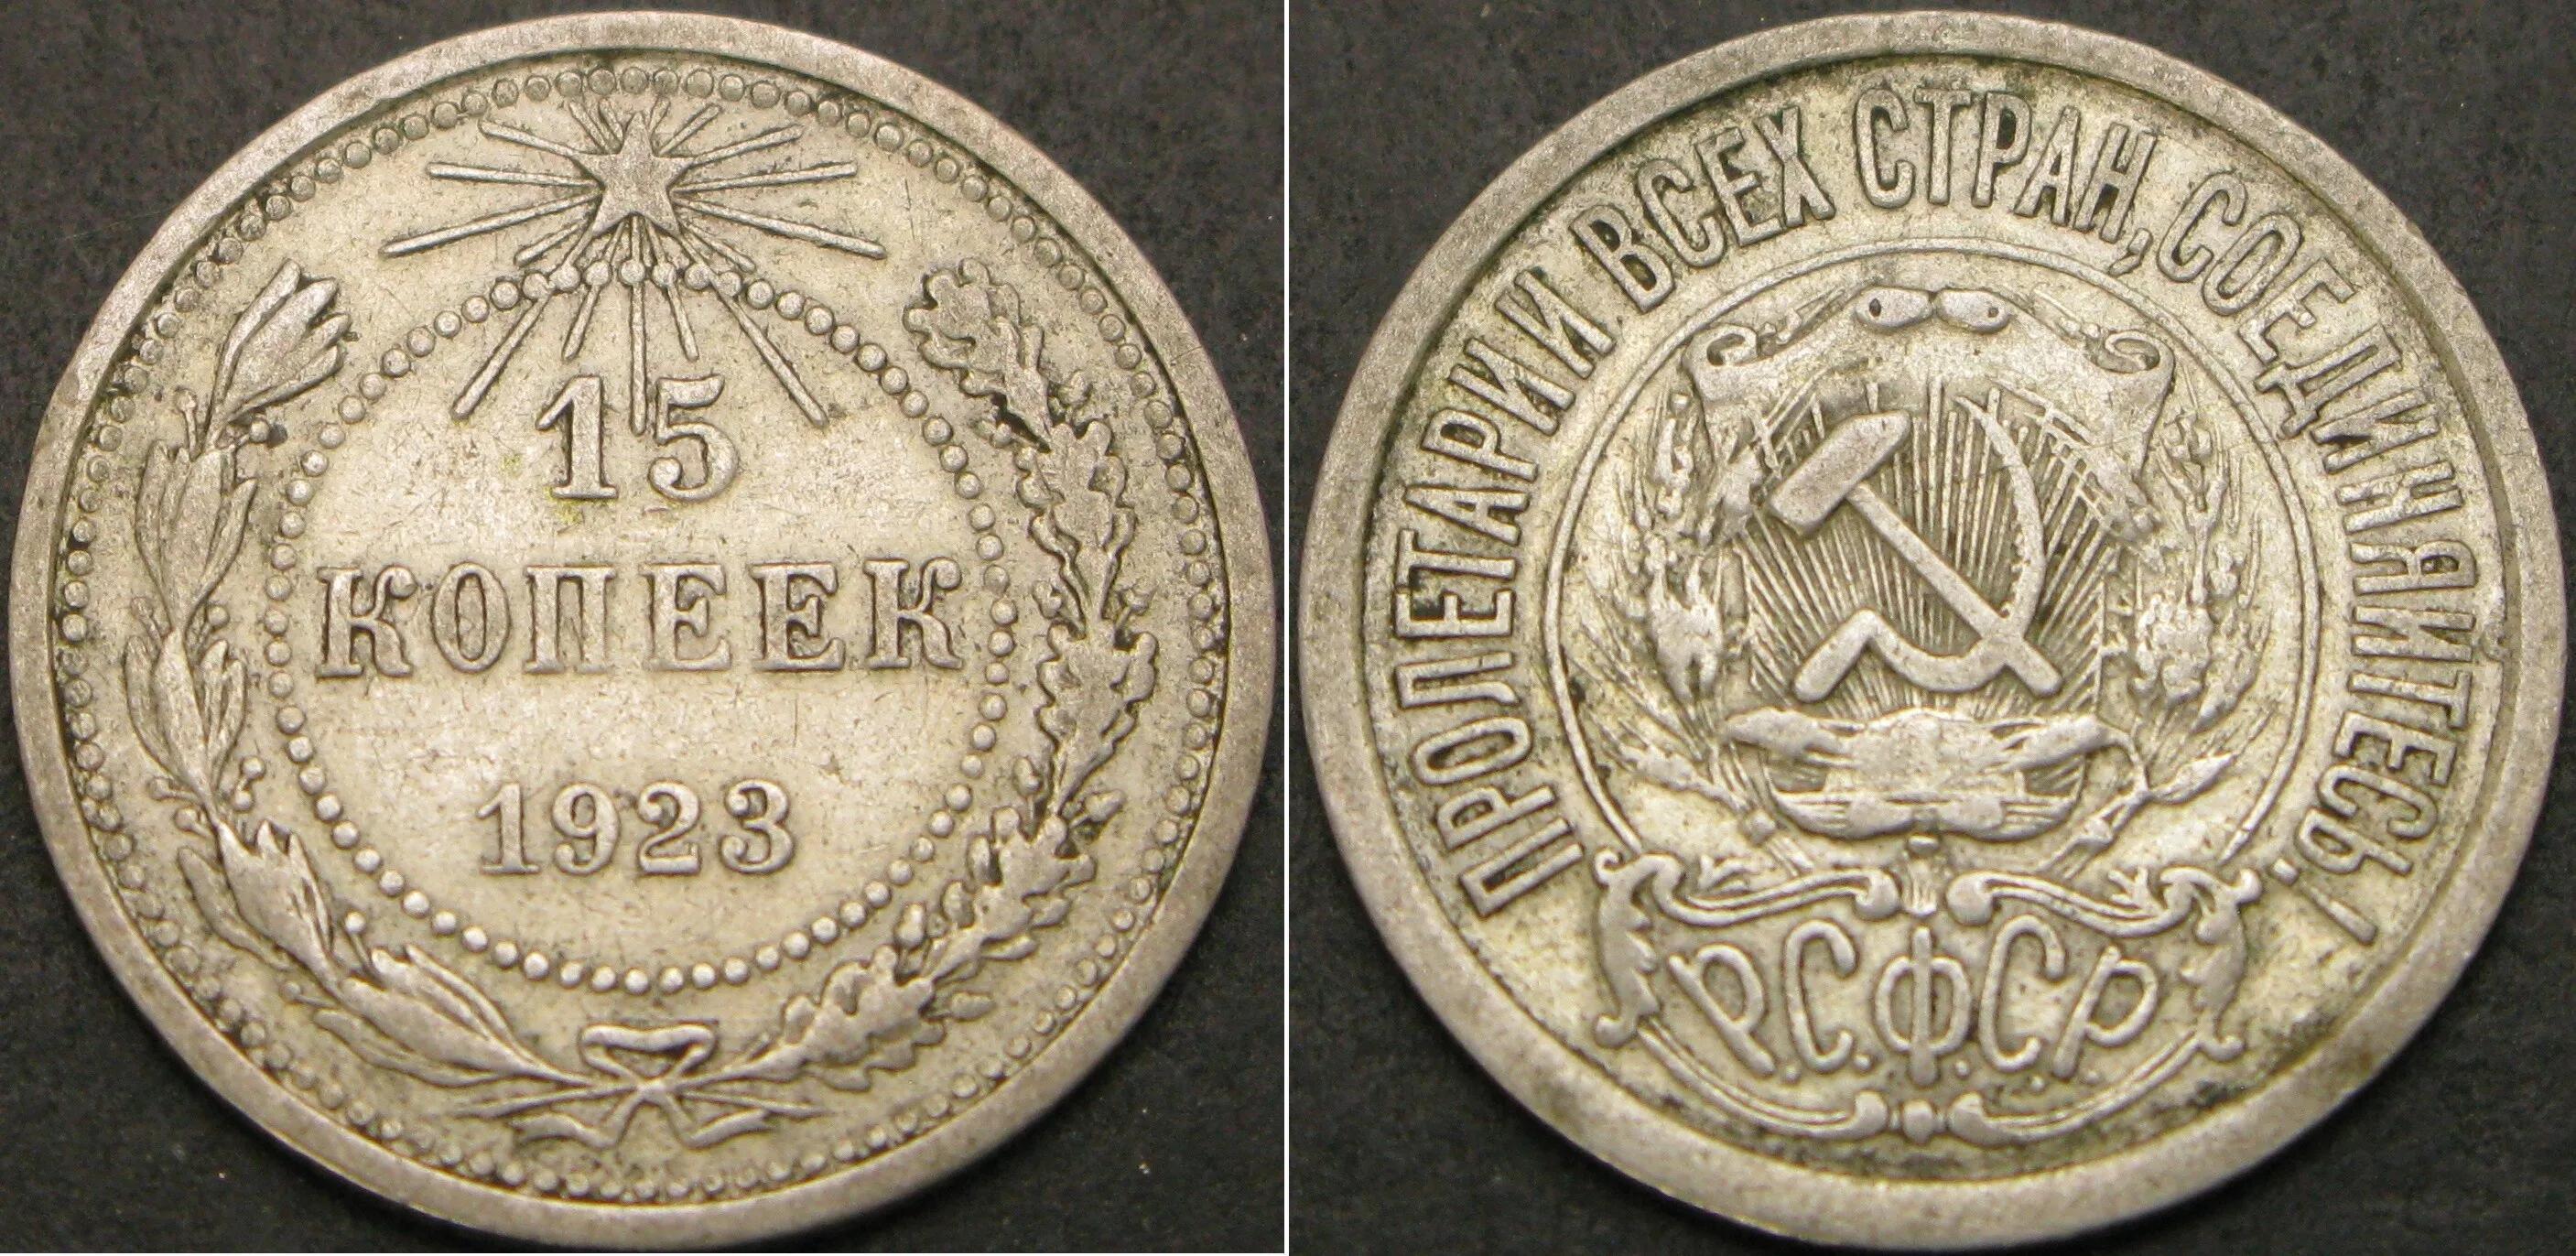 15
КОПЕЕК
1923
ПРОЛЕТАРИИ ВСЕХ СТРАН, СОЕДИНЯЙТЕСЬ!
Р.С.Ф.С.Р.